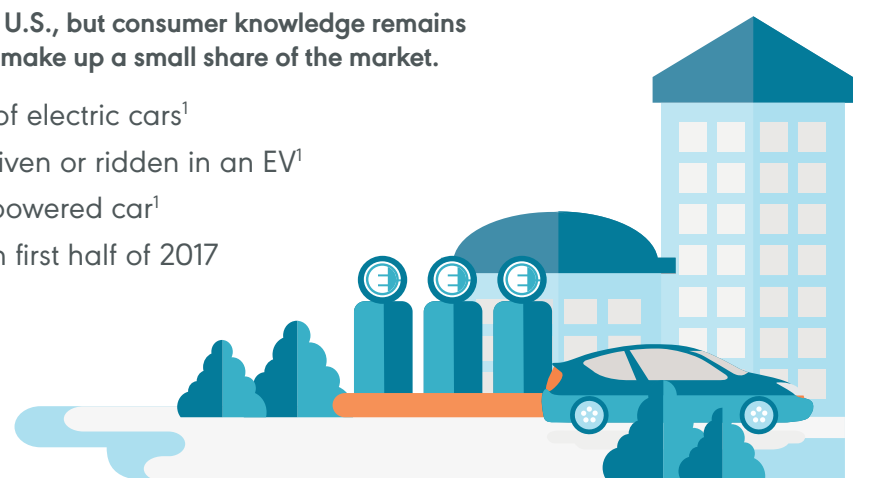 U.S., but consumer knowledge remains
make up a small share of the market.
of electric cars¹
iven or ridden in an EV¹
powered car¹
first half of 2017